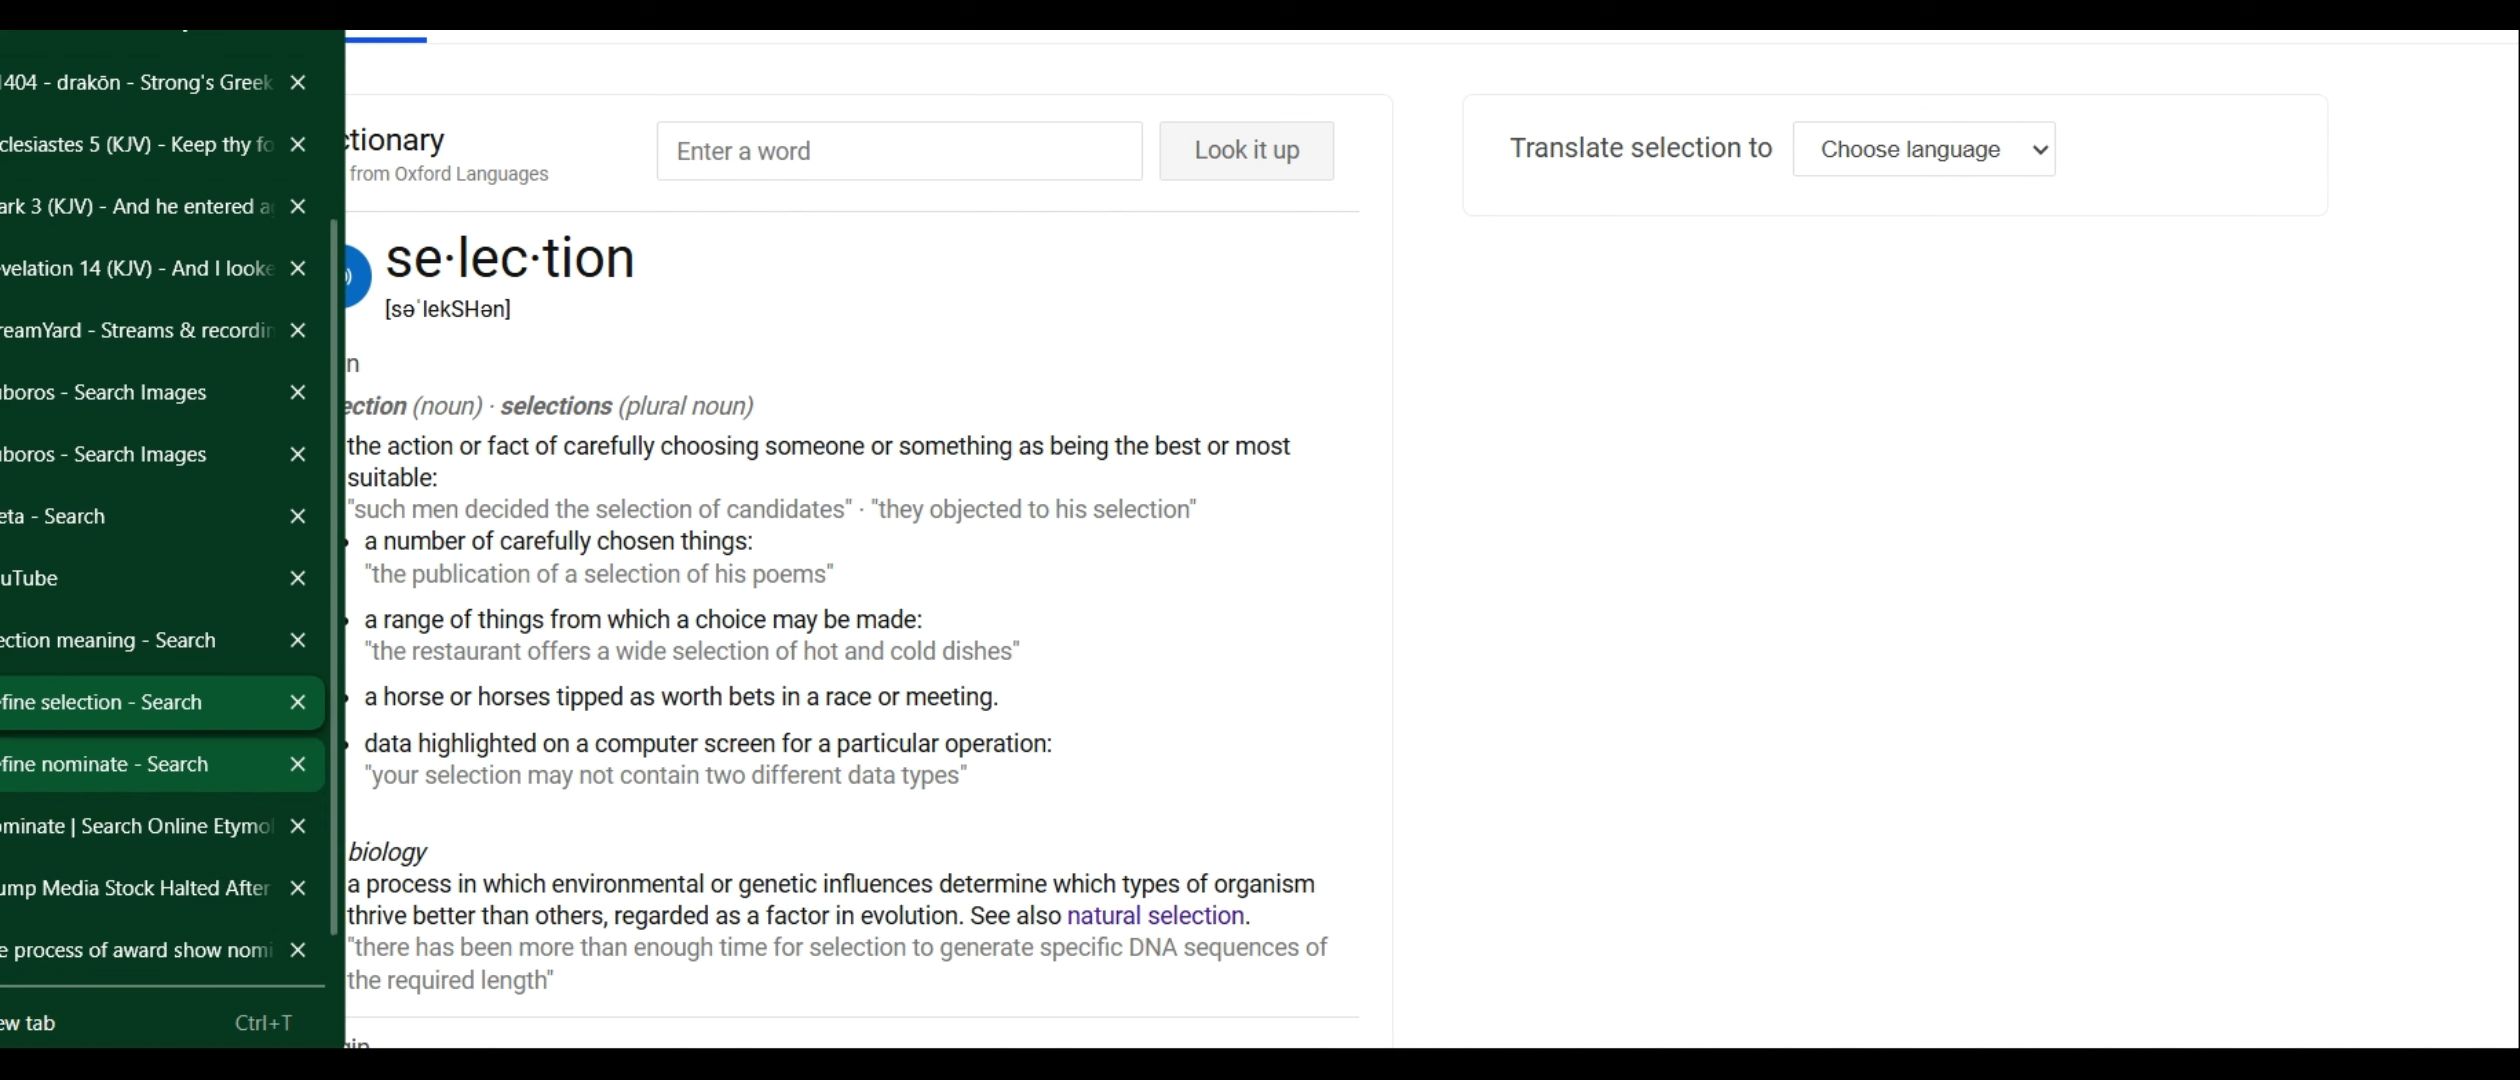 1404 - drakōn - Strong's Greek
clesiastes 5 (KJV) - Keep thy fo
ark 3 (KJV) - And he entered a
velation 14 (KJV) - And I looke
reamYard - Streams & recordin
uboros - Search Images
uboros - Search Images
eta - Search
uTube
ection meaning - Search
fine selection - Search
fine nominate - Search
ominate | Search Online Etymol
ump Media Stock Halted After
e process of award show nomi
ew tab Ctrl+T
ctionary
from Oxford Languages
Enter a word
Look it up
se·lec·tion
[səˈlekSHən]
n
ection (noun) · selections (plural noun)
the action or fact of carefully choosing someone or something as being the best or most
suitable:
"such men decided the selection of candidates" · "they objected to his selection"
• a number of carefully chosen things:
"the publication of a selection of his poems"
• a range of things from which a choice may be made:
"the restaurant offers a wide selection of hot and cold dishes"
• a horse or horses tipped as worth bets in a race or meeting.
• data highlighted on a computer screen for a particular operation:
"your selection may not contain two different data types"
biology
a process in which environmental or genetic influences determine which types of organism
thrive better than others, regarded as a factor in evolution. See also natural selection.
"there has been more than enough time for selection to generate specific DNA sequences of
the required length"
Translate selection to
Choose language